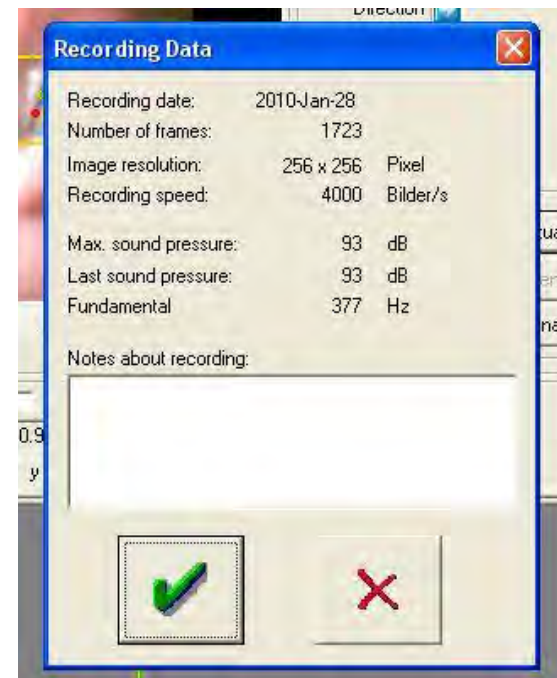 Direction
Recording Data
Recording date: 2010-Jan-28
Number of frames: 1723
Image resolution: 256 x 256 Pixel
Recording speed: 4000 Bilder/s
Max. sound pressure: 93 dB
Last sound pressure: 93 dB
Fundamental 377 Hz
Notes about recording:
0.9
y